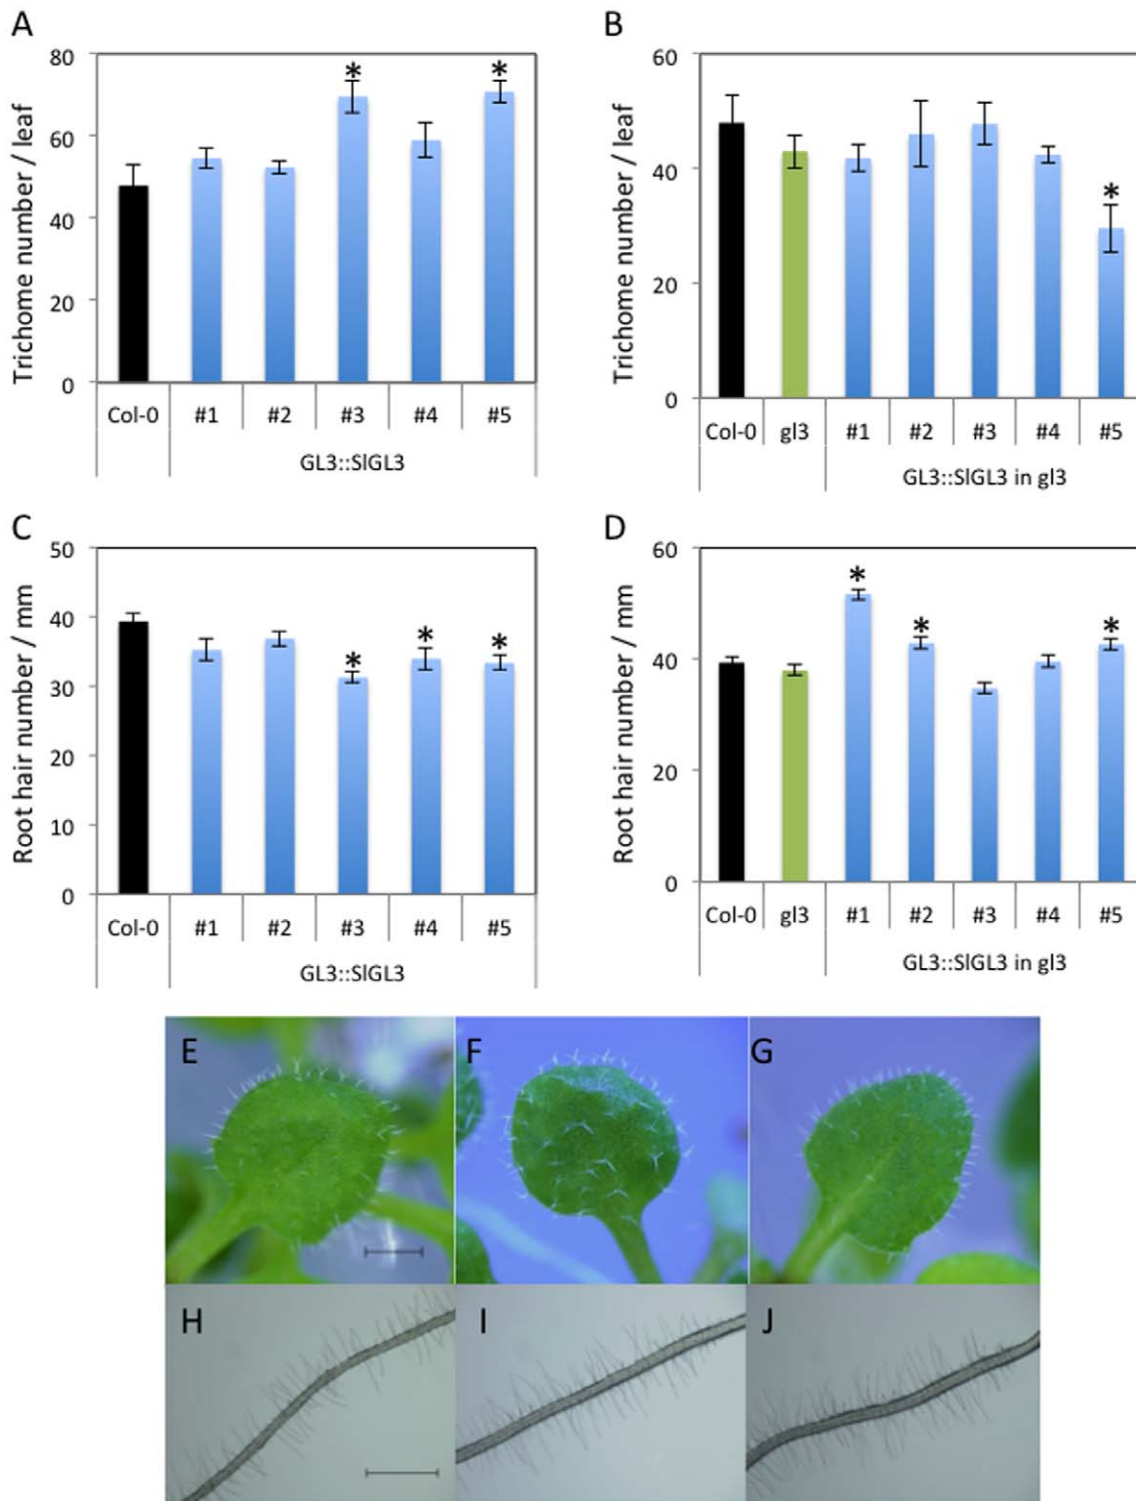 A
Trichome number / leaf
80
60
40
20
0
*
*
Col-0 #1 #2 #3 #4 #5
GL3::SlGL3
B
Trichome number / leaf
60
40
20
0
*
Col-0 gl3 #1 #2 #3 #4 #5
GL3::SlGL3 in gl3
C
Root hair number / mm
50
40
30
20
10
0
*
*
*
Col-0 #1 #2 #3 #4 #5
GL3::SlGL3
D
Root hair number / mm
60
40
20
0
*
*
*
Col-0 gl3 #1 #2 #3 #4 #5
GL3::SlGL3 in gl3
E F G
H I J